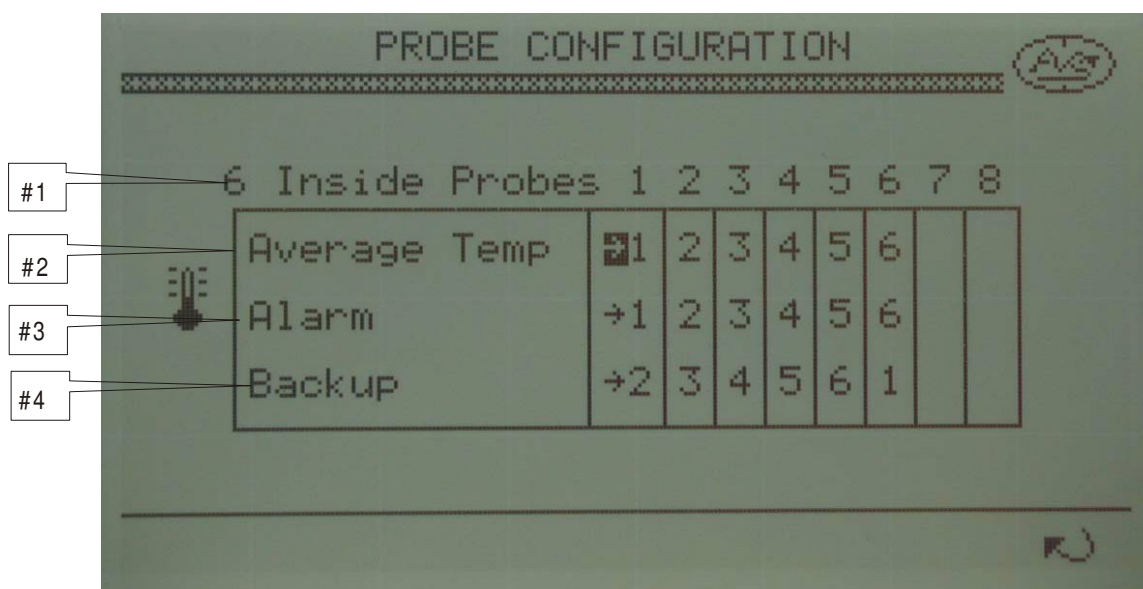 PROBE CONFIGURATION
AVST
#1
6 Inside Probes 1 2 3 4 5 6 7 8
#2
Average Temp →1 2 3 4 5 6
#3
Alarm →1 2 3 4 5 6
#4
Backup →2 3 4 5 6 1